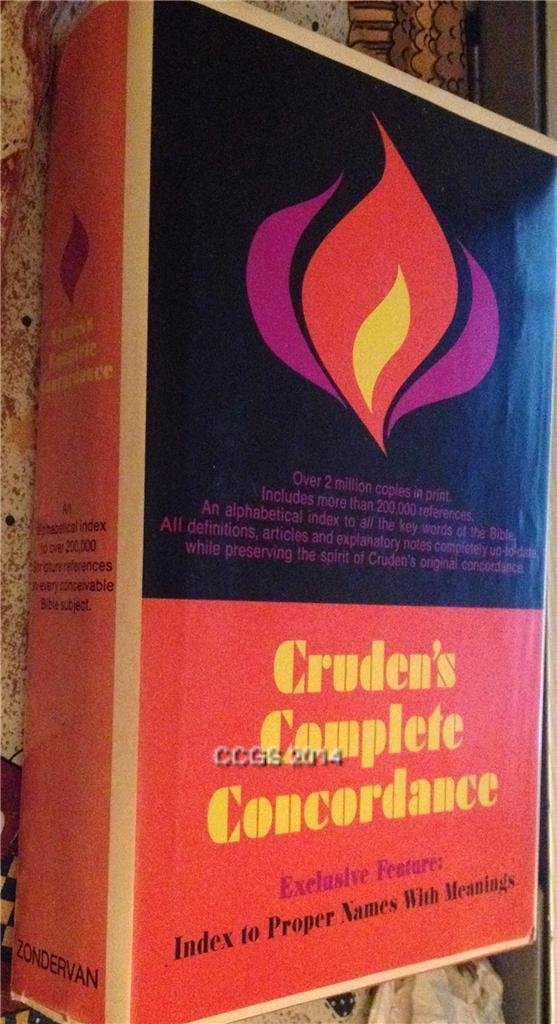 Cruden's
Complete
Concordance
An
alphabetical index
to over 200,000
Scripture references
on every conceivable
Bible subject.
ZONDERVAN
Over 2 million copies in print.
Includes more than 200,000 references.
An alphabetical index to all the key words of the Bible.
All definitions, articles and explanatory notes completely up-to-date,
while preserving the spirit of Cruden's original concordance.
Cruden's
Complete
CCGS 2014
Concordance
Exclusive Feature:
Index to Proper Names With Meanings